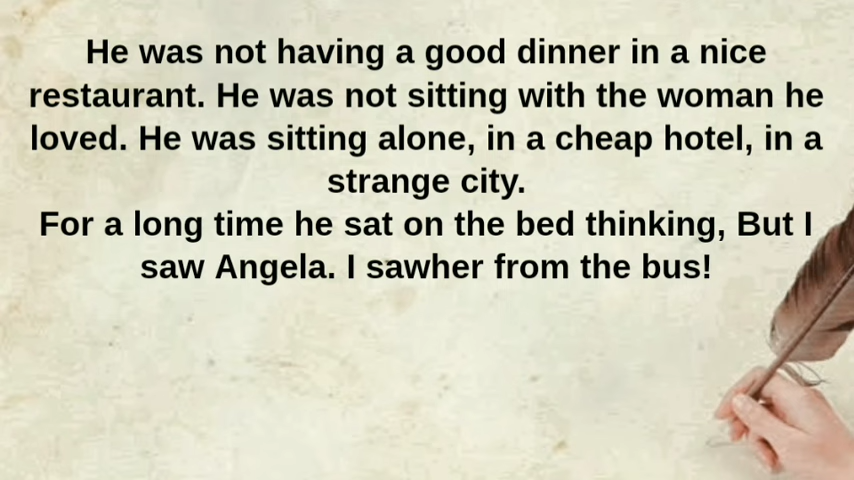 He was not having a good dinner in a nice
restaurant. He was not sitting with the woman he
loved. He was sitting alone, in a cheap hotel, in a
strange city.
For a long time he sat on the bed thinking, But I
saw Angela. I sawher from the bus!